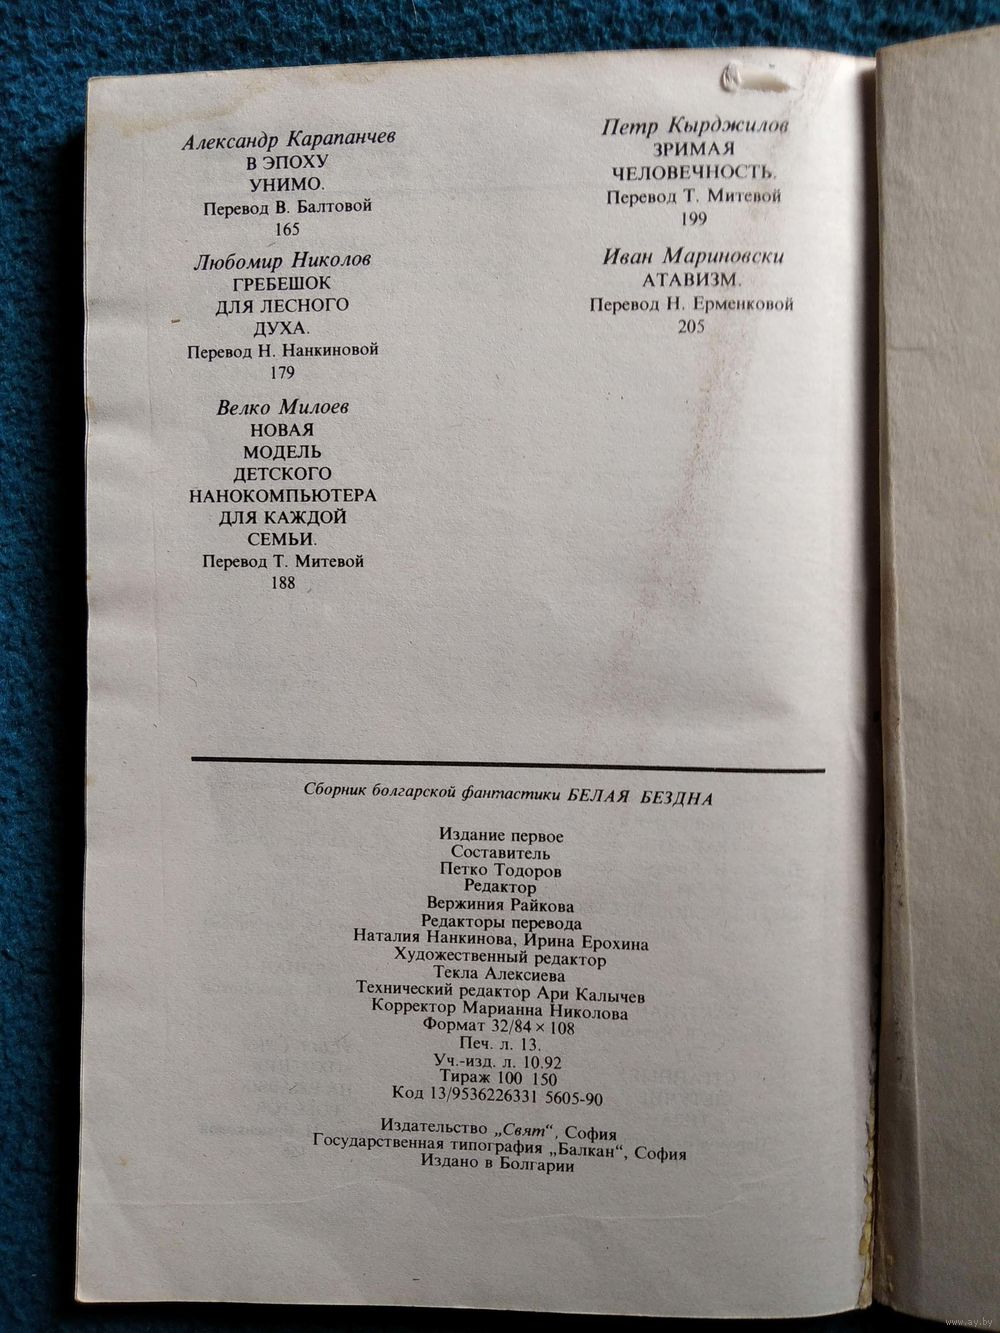 Александр Карапанчев
В ЭПОХУ
УНИМО.
Перевод В. Балтовой
165
Любомир Николов
ГРЕБЕШОК
ДЛЯ ЛЕСНОГО
ДУХА.
Перевод Н. Нанкиновой
179
Велко Милоев
НОВАЯ
МОДЕЛЬ
ДЕТСКОГО
НАНОКОМПЬЮТЕРА
ДЛЯ КАЖДОЙ
СЕМЬИ.
Перевод Т. Митевой
188
Петр Кырджилов
ЗРИМАЯ
ЧЕЛОВЕЧНОСТЬ.
Перевод Т. Митевой
199
Иван Мариновски
АТАВИЗМ.
Перевод Н. Ерменковой
205
Сборник болгарской фантастики БЕЛАЯ БЕЗДНА
Издание первое
Составитель
Петко Тодоров
Редактор
Вержиния Райкова
Редакторы перевода
Наталия Нанкинова, Ирина Ерохина
Художественный редактор
Текла Алексиева
Технический редактор Ари Калычев
Корректор Марианна Николова
Формат 32/84 × 108
Печ. л. 13.
Уч.-изд. л. 10.92
Тираж 100 150
Код 13/9536226331 5605-90
Издательство „Свят“, София
Государственная типография „Балкан“, София
Издано в Болгарии
www.ay.by